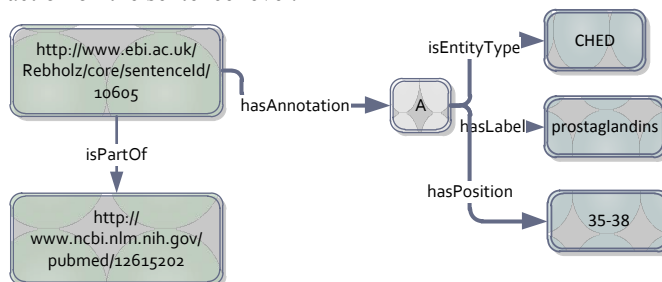 http://www.ebi.ac.uk/
Rebholz/core/sentenceId/
10605
isPartOf
http://
www.ncbi.nlm.nih.gov/
pubmed/12615202
hasAnnotation
A
isEntityType
CHED
hasLabel
prostaglandins
hasPosition
35-38